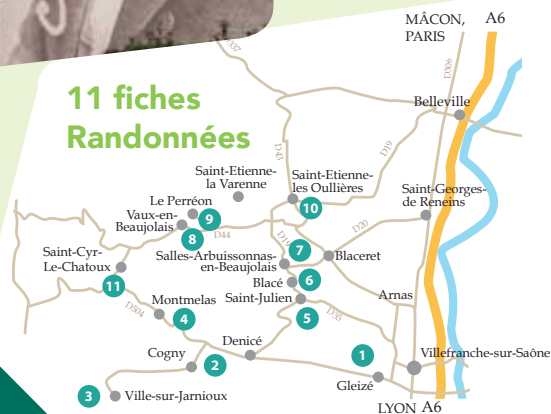 MÂCON,
PARIS
A6
D337
D306
11 fiches
Randonnées
Belleville
D43
D19
Saint-Etienne-
la Varenne
Saint-Etienne-
les Oullières
10
Le Perréon
9
Vaux-en-
Beaujolais
8
D44
Saint-Georges-
de Reneins
D20
7
Salles-Arbuissonnas-
en-Beaujolais
Blaceret
Saint-Cyr-
Le-Chatoux
11
Blacé
6
Saint-Julien
5
D35
Arnas
D504
Montmelas
4
Denicé
Cogny
2
1
Villefranche-sur-Saône
Gleizé
3
Ville-sur-Jarnioux
LYON A6